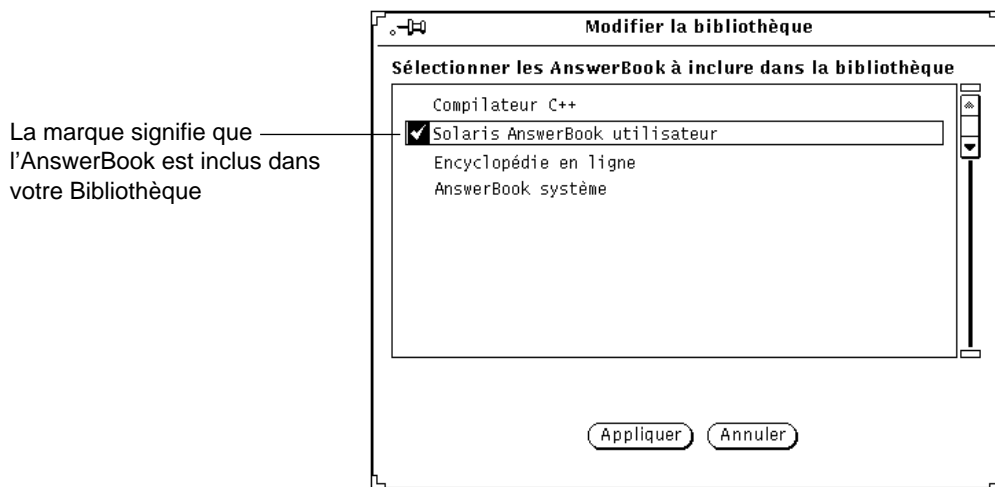 Modifier la bibliothèque
Sélectionner les AnswerBook à inclure dans la bibliothèque
Compilateur C++
Solaris AnswerBook utilisateur
Encyclopédie en ligne
AnswerBook système
La marque signifie que
l'AnswerBook est inclus dans
votre Bibliothèque
Appliquer
Annuler